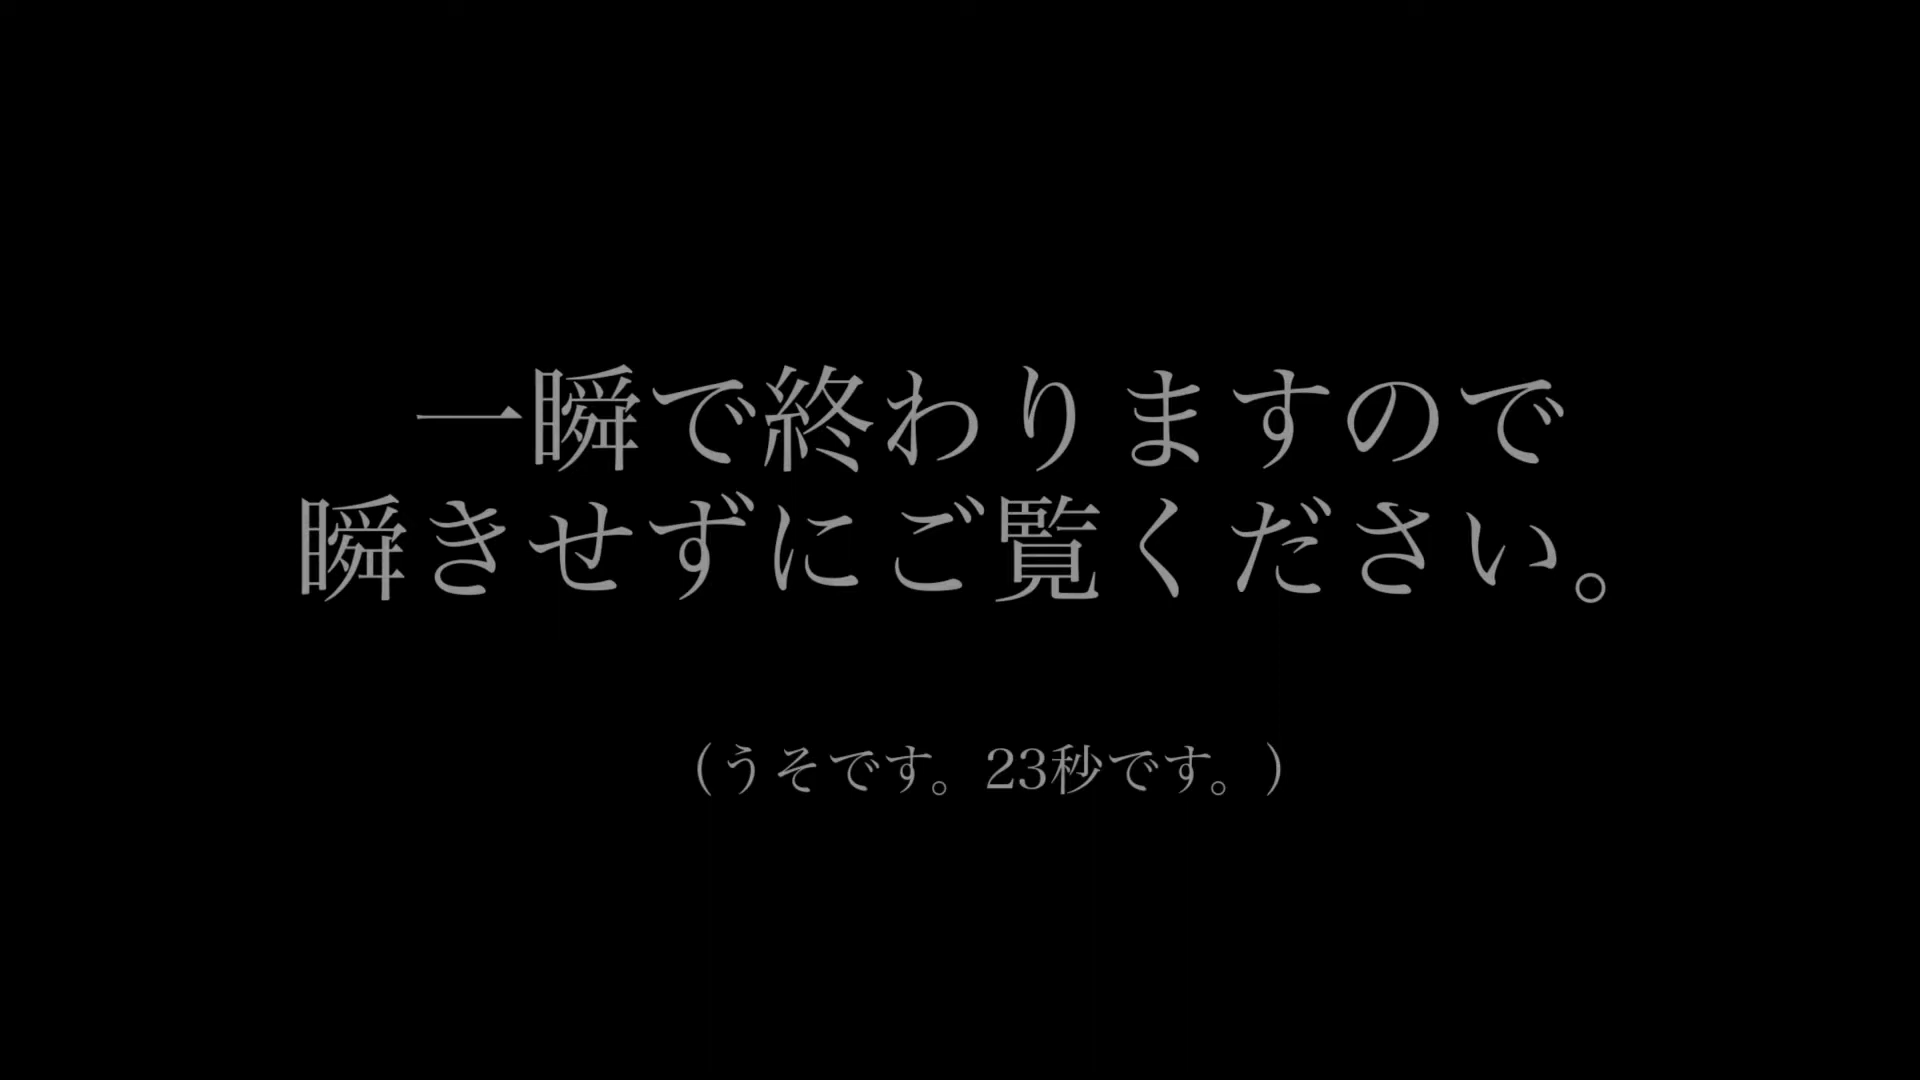 一瞬で終わりますので
瞬きせずにご覧ください。
（うそです。23秒です。）